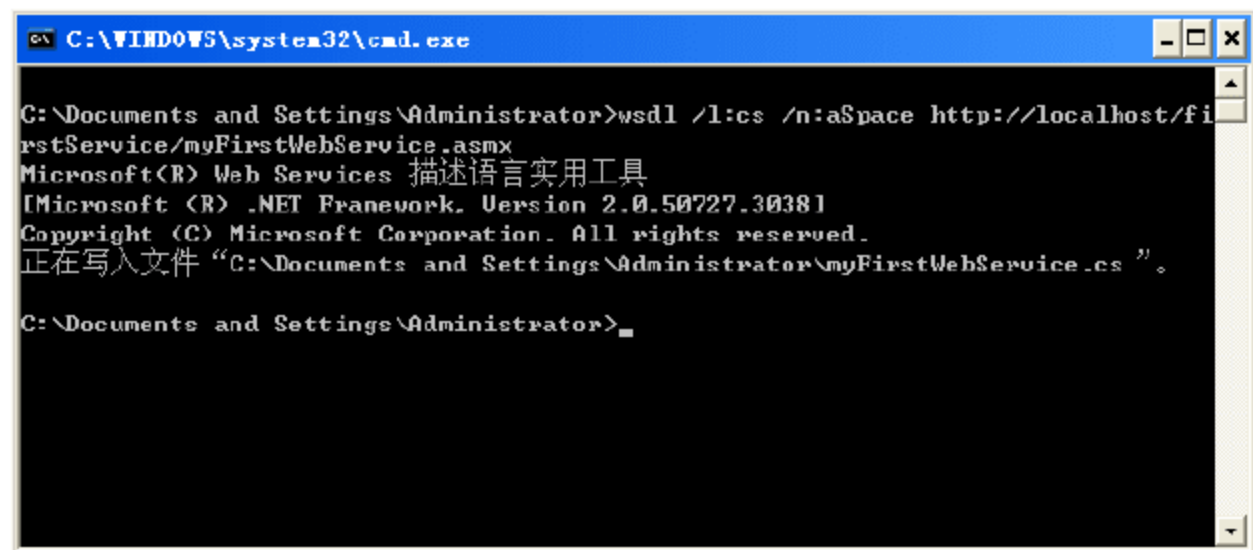 C:\WINDOWS\system32\cmd.exe
C:\Documents and Settings\Administrator>wsdl /l:cs /n:aSpace http://localhost/fi
rstService/myFirstWebService.asmx
Microsoft(R) Web Services 描述语言实用工具
[Microsoft (R) .NET Framework, Version 2.0.50727.3038]
Copyright (C) Microsoft Corporation. All rights reserved.
正在写入文件“C:\Documents and Settings\Administrator\myFirstWebService.cs ”。
C:\Documents and Settings\Administrator>_